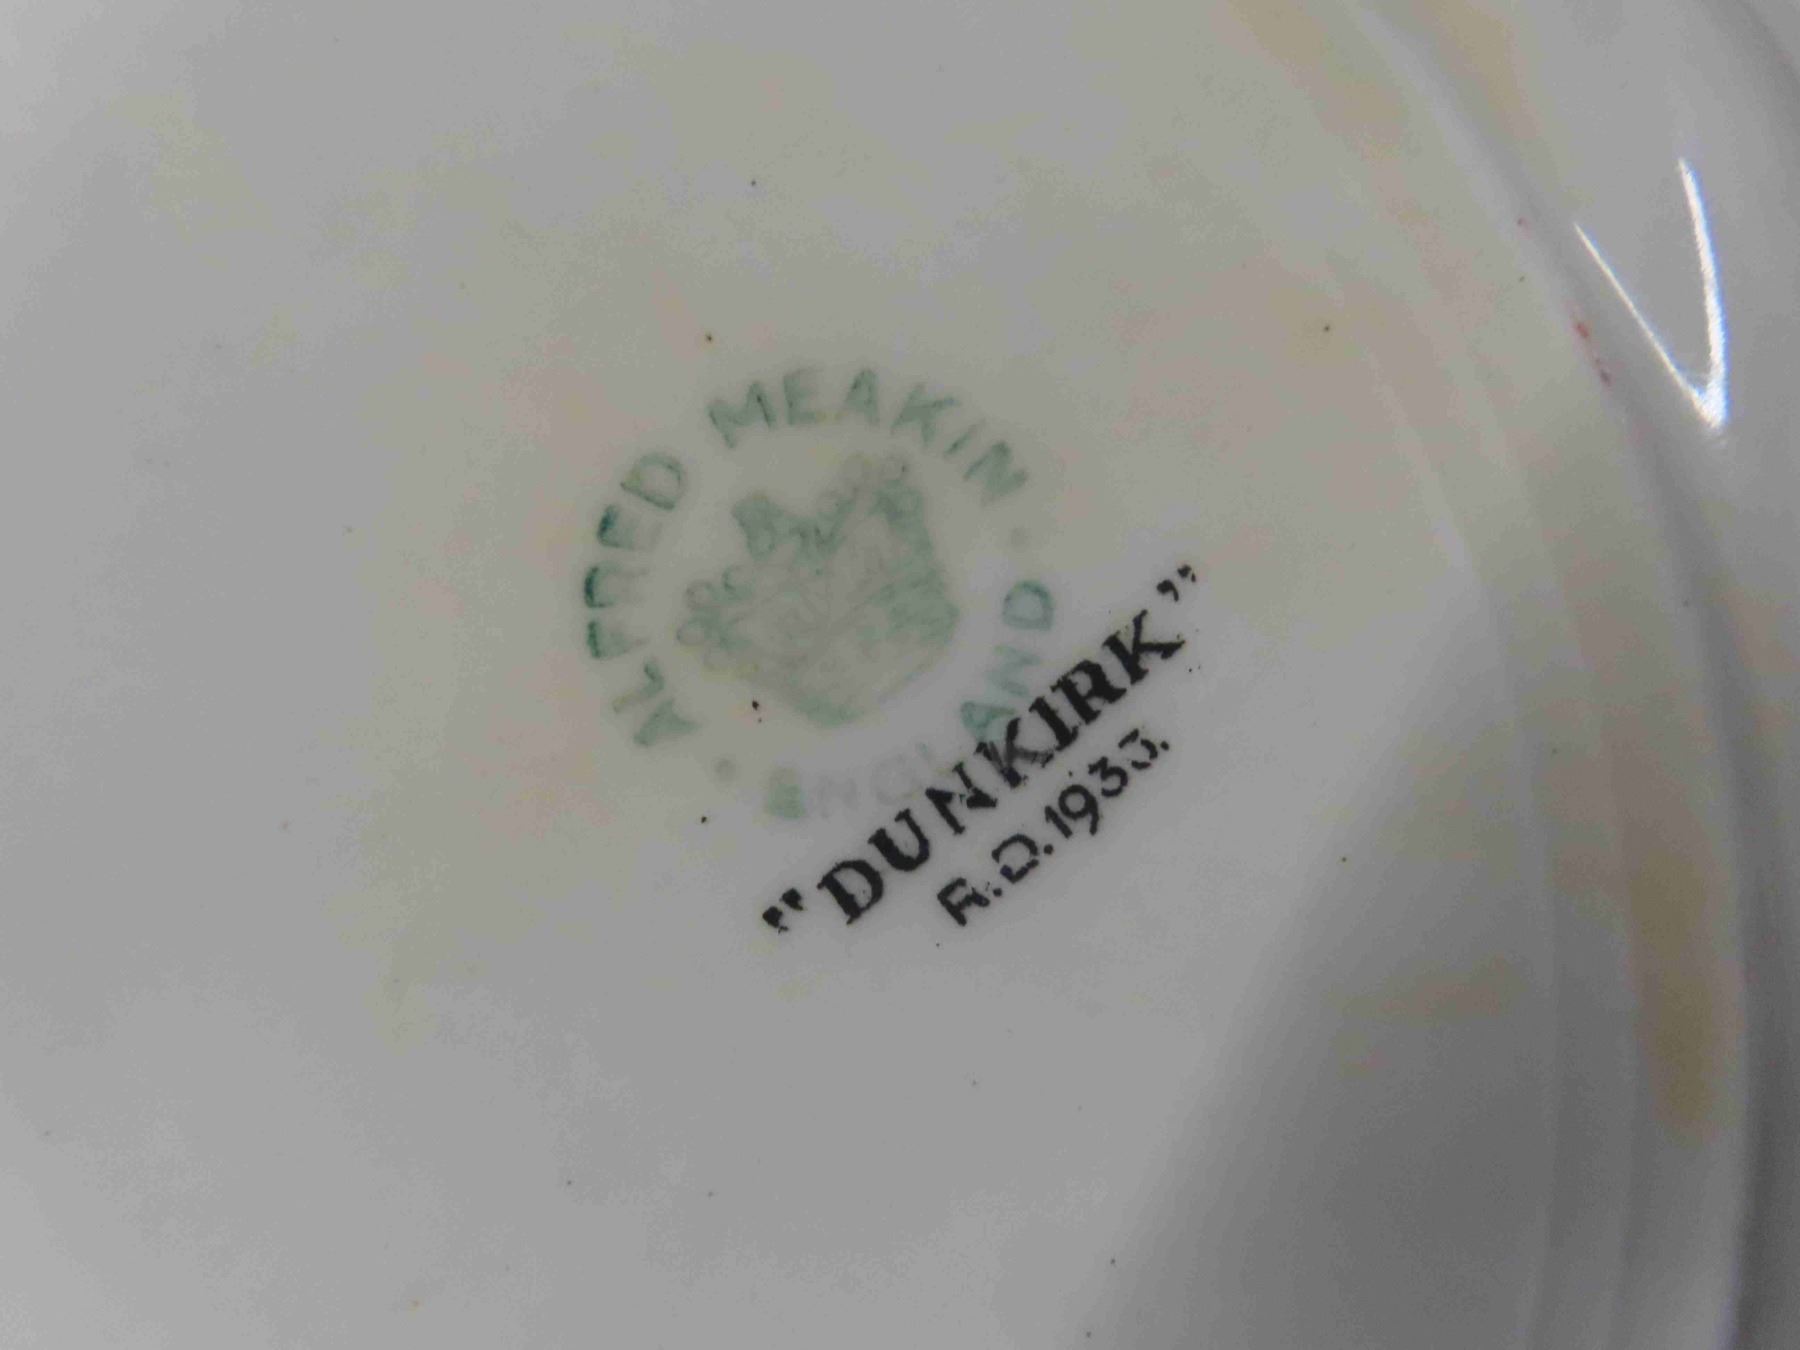 ALFRED MEAKIN
ENGLAND
"DUNKIRK"
R.D.1933.